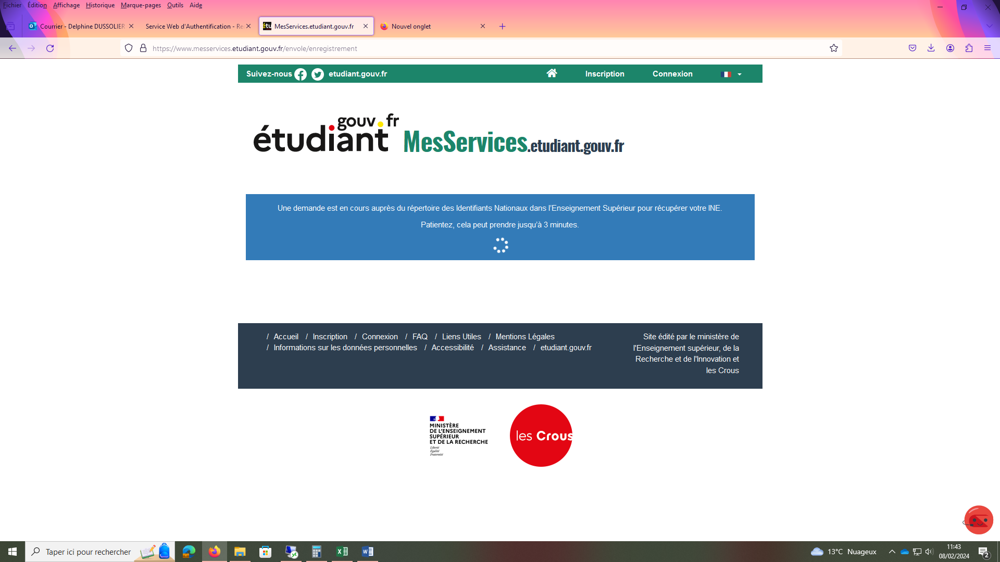 Fichier Édition Affichage Historique Marque-pages Outils Aide
Courrier - Delphine DUSSOLIER
Service Web d'Authentification - Re
MesServices.etudiant.gouv.fr
Nouvel onglet
https://www.messervices.etudiant.gouv.fr/envole/enregistrement
Suivez-nous etudiant.gouv.fr Inscription Connexion
gouv.fr
étudiant
MesServices.etudiant.gouv.fr
Une demande est en cours auprès du répertoire des Identifiants Nationaux dans l'Enseignement Supérieur pour récupérer votre INE.
Patientez, cela peut prendre jusqu'à 3 minutes.
/ Accueil / Inscription / Connexion / FAQ / Liens Utiles / Mentions Légales
/ Informations sur les données personnelles / Accessibilité / Assistance / etudiant.gouv.fr
Site édité par le ministère de
l'Enseignement supérieur, de la
Recherche et de l'Innovation et
les Crous
MINISTÈRE
DE L'ENSEIGNEMENT
SUPÉRIEUR
ET DE LA RECHERCHE
Liberté
Égalité
Fraternité
les Crous
Taper ici pour rechercher
13°C Nuageux
11:43
08/02/2024
2